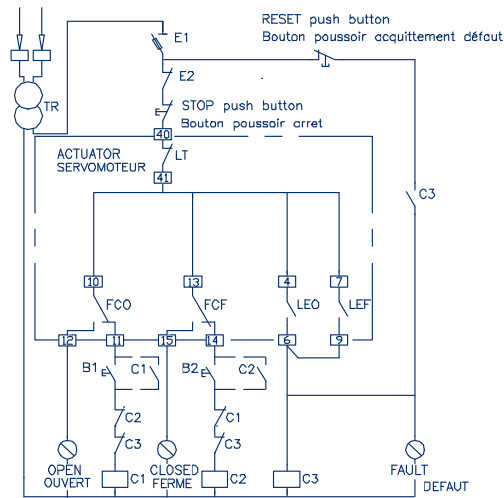 RESET push button
Bouton poussoir acquittement défaut
E1
E2
TR
STOP push button
Bouton poussoir arret
40
ACTUATOR
SERVOMOTEUR
LT
41
C3
10
13
4
7
FCO
FCF
LEO
LEF
12
11
15
14
6
9
B1
C1
B2
C2
C2
C1
C3
C3
OPEN
OUVERT
C1
CLOSED
FERME
C2
C3
FAULT
DEFAUT